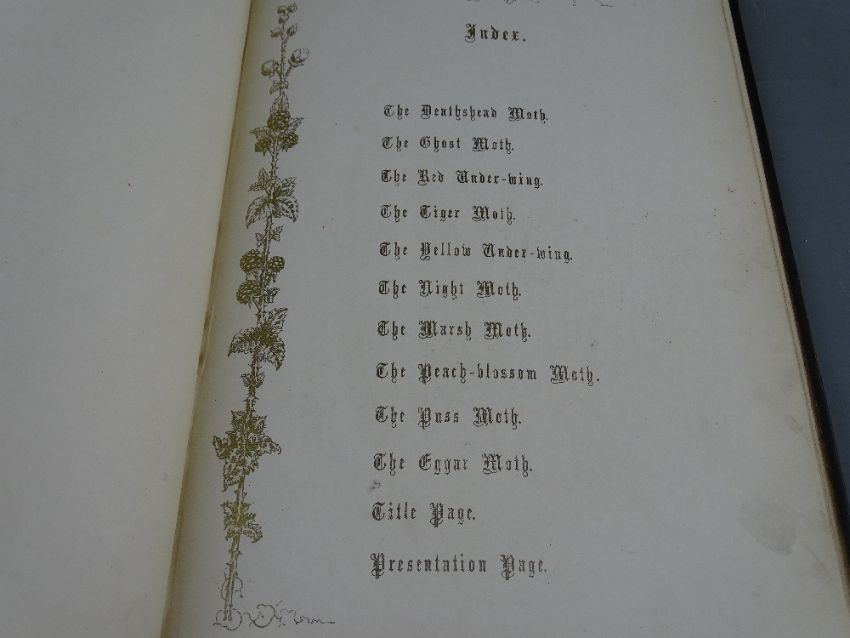 Index.
The Deathshead Moth.
The Ghost Moth.
The Red Under-wing.
The Tiger Moth.
The Yellow Under-wing.
The Night Moth.
The Marsh Moth.
The Peach-blossom Moth.
The Puss Moth.
The Eggar Moth.
Title Page.
Presentation Page.